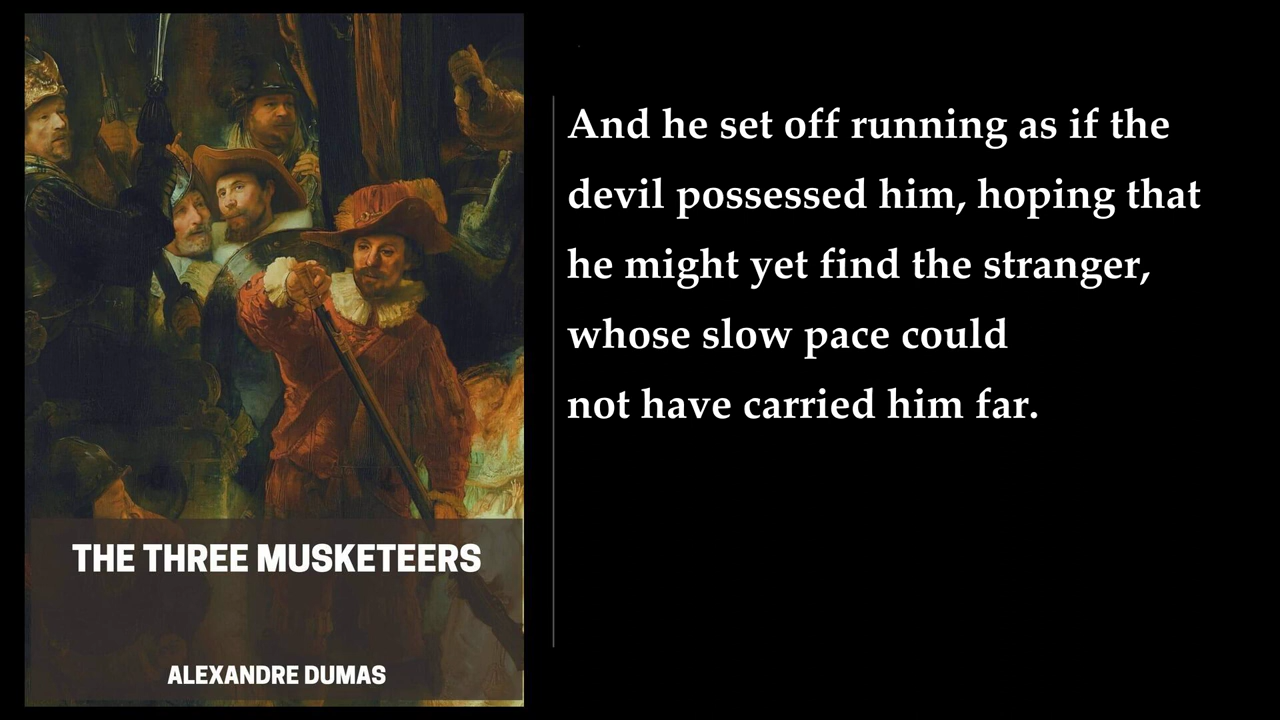 THE THREE MUSKETEERS
ALEXANDRE DUMAS
And he set off running as if the
devil possessed him, hoping that
he might yet find the stranger,
whose slow pace could
not have carried him far.